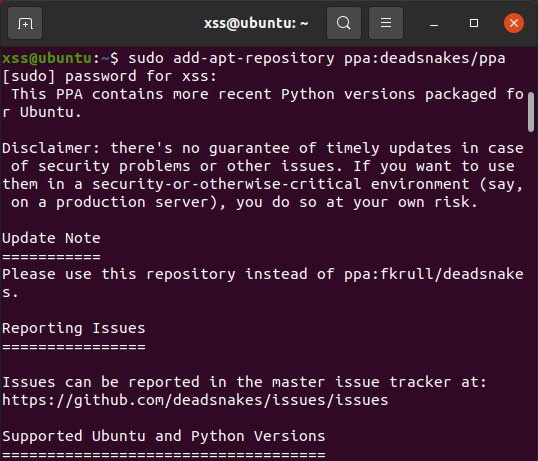 xss@ubuntu: ~
xss@ubuntu:~$ sudo add-apt-repository ppa:deadsnakes/ppa
[sudo] password for xss:
 This PPA contains more recent Python versions packaged fo
r Ubuntu.

Disclaimer: there's no guarantee of timely updates in case
 of security problems or other issues. If you want to use
them in a security-or-otherwise-critical environment (say,
 on a production server), you do so at your own risk.

Update Note
===========
Please use this repository instead of ppa:fkrull/deadsnake
s.

Reporting Issues
================

Issues can be reported in the master issue tracker at:
https://github.com/deadsnakes/issues/issues

Supported Ubuntu and Python Versions
====================================